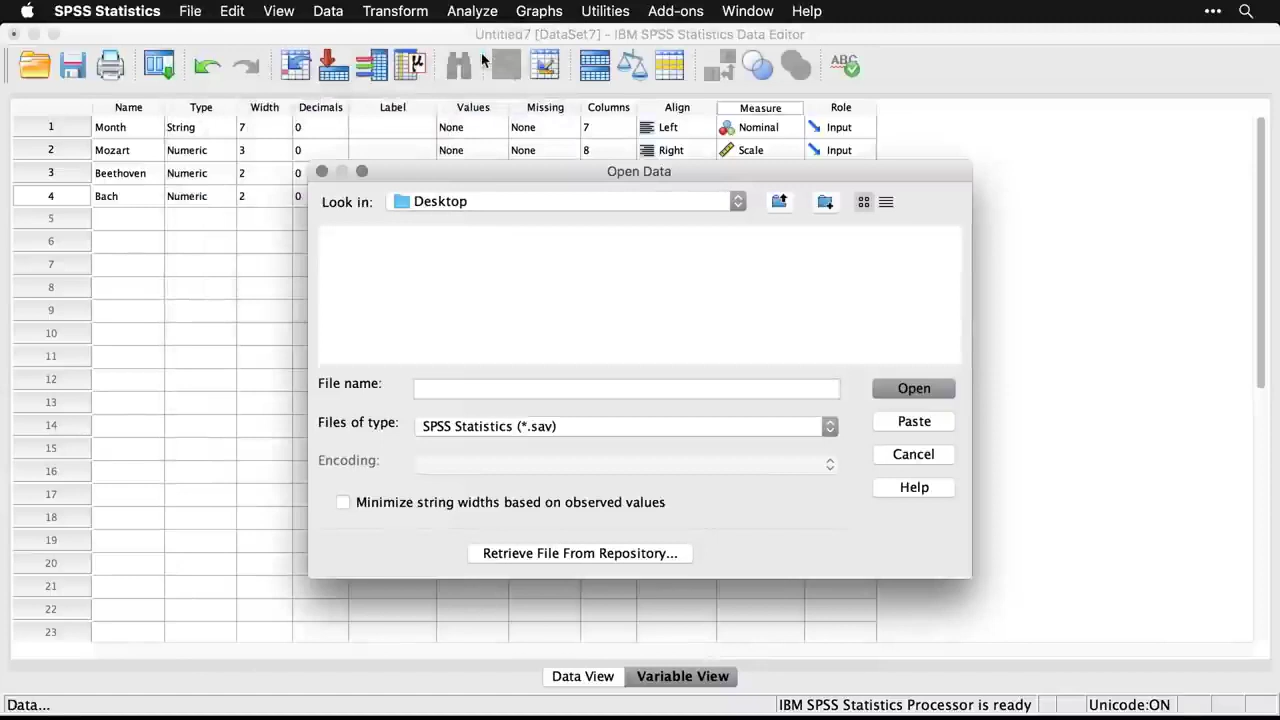 SPSS Statistics File Edit View Data Transform Analyze Graphs Utilities Add-ons Window Help
Untitled7 [DataSet7] - IBM SPSS Statistics Data Editor
Name Type Width Decimals Label Values Missing Columns Align Measure Role
1 Month String 7 0 None None 7 Left Nominal Input
2 Mozart Numeric 3 0 None None 8 Right Scale Input
3 Beethoven Numeric 2 0
4 Bach Numeric 2 0
5
6
7
8
9
10
11
12
13
14
15
16
17
18
19
20
21
22
23
Open Data
Look in: Desktop
File name:
Open
Files of type: SPSS Statistics (*.sav)
Paste
Encoding:
Cancel
Help
Minimize string widths based on observed values
Retrieve File From Repository...
Data View Variable View
Data... IBM SPSS Statistics Processor is ready Unicode:ON